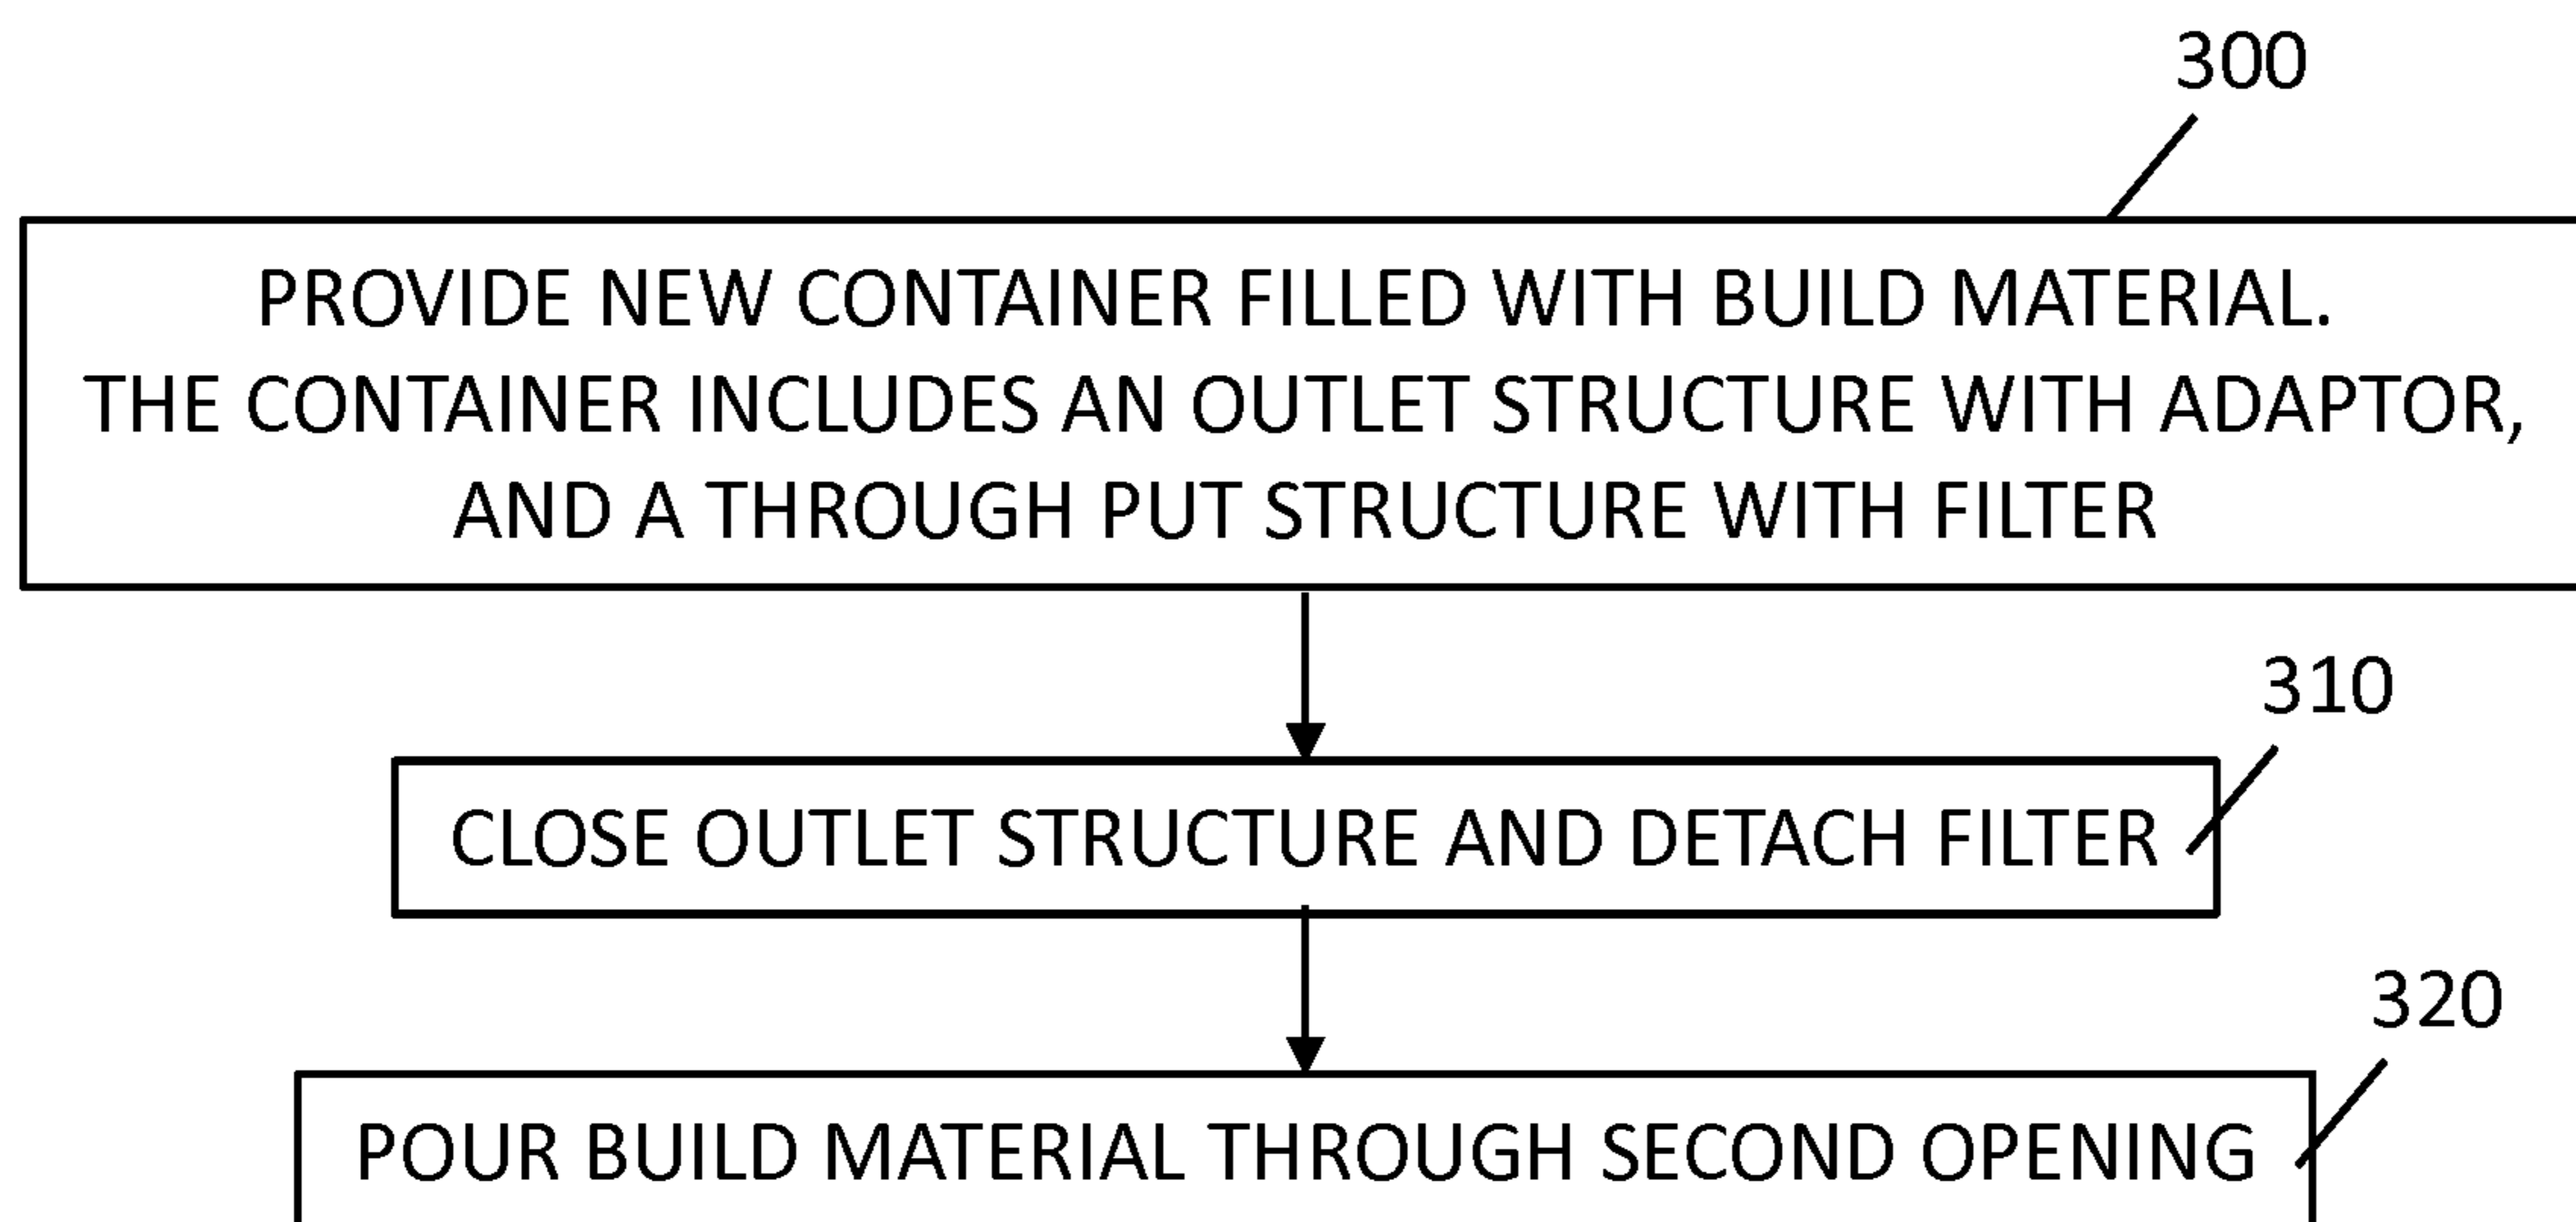 300
PROVIDE NEW CONTAINER FILLED WITH BUILD MATERIAL.
THE CONTAINER INCLUDES AN OUTLET STRUCTURE WITH ADAPTOR,
AND A THROUGH PUT STRUCTURE WITH FILTER
310
CLOSE OUTLET STRUCTURE AND DETACH FILTER
320
POUR BUILD MATERIAL THROUGH SECOND OPENING